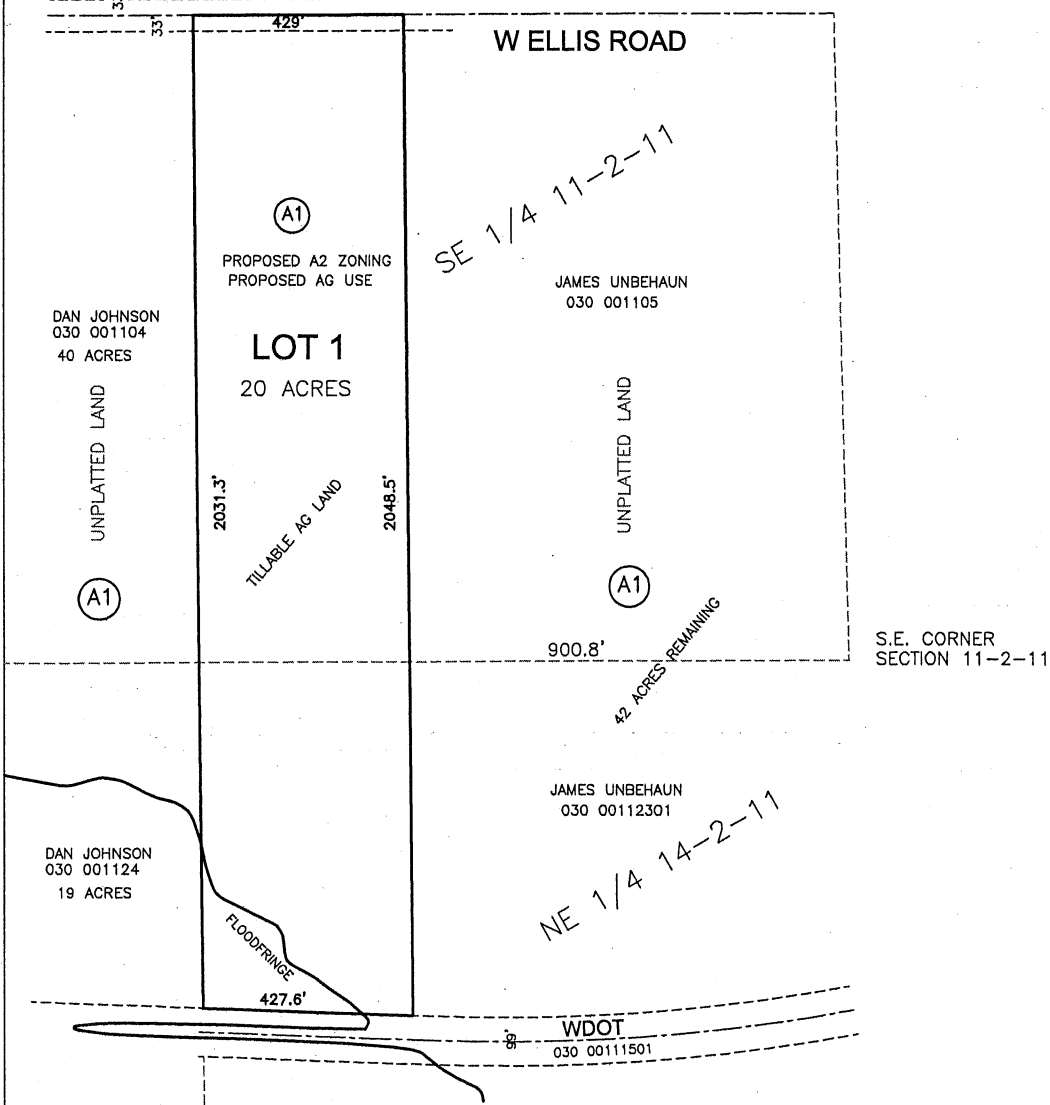 33'
429'
W ELLIS ROAD
A1
PROPOSED A2 ZONING
PROPOSED AG USE
SE 1/4 11-2-11
JAMES UNBEHAUN
030 001105
DAN JOHNSON
030 001104
40 ACRES
LOT 1
20 ACRES
UNPLATTED LAND
UNPLATTED LAND
2031.3'
2048.5'
TILLABLE AG LAND
A1
A1
900.8'
42 ACRES REMAINING
S.E. CORNER
SECTION 11-2-11
JAMES UNBEHAUN
030 00112301
NE 1/4 14-2-11
DAN JOHNSON
030 001124
19 ACRES
FLOODFRINGE
427.6'
WDOT
99'
030 00111501